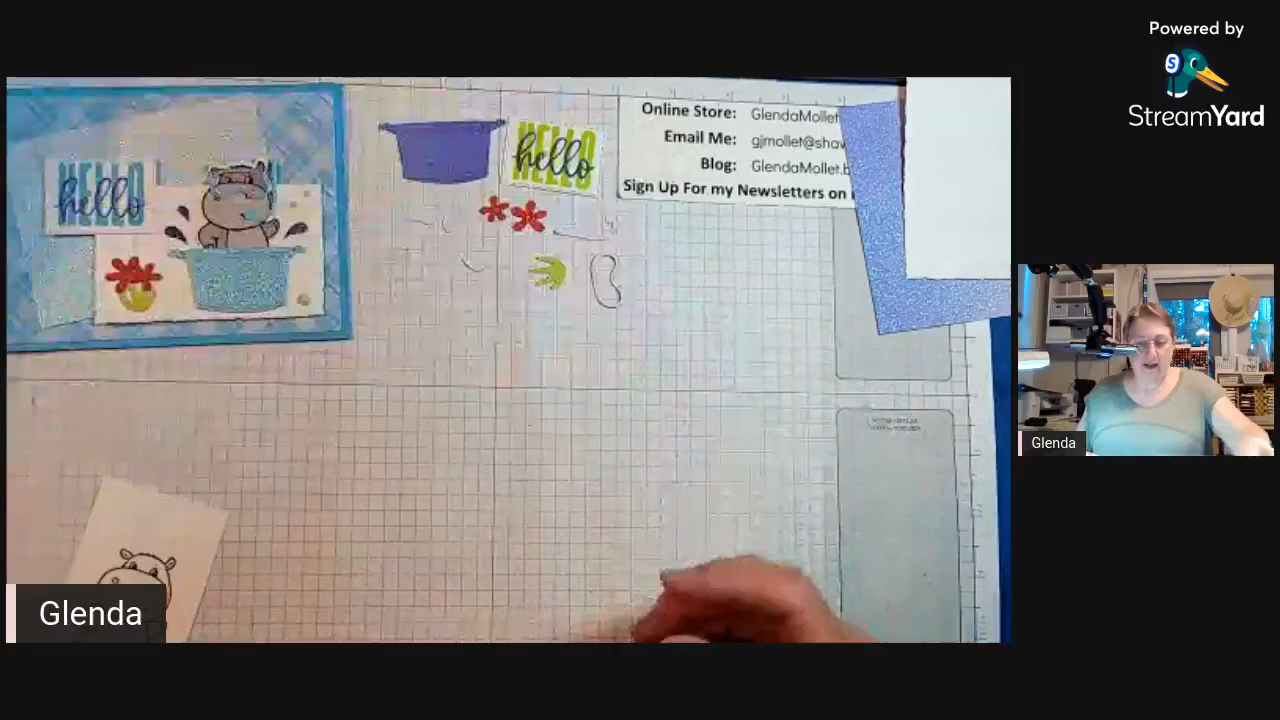 Powered by
StreamYard
HELLO
hello
HELLO
hello
Online Store: GlendaMollet
Email Me: gjmollet@sha
Blog: GlendaMollet.b
Sign Up For my Newsletters on
Glenda
Glenda